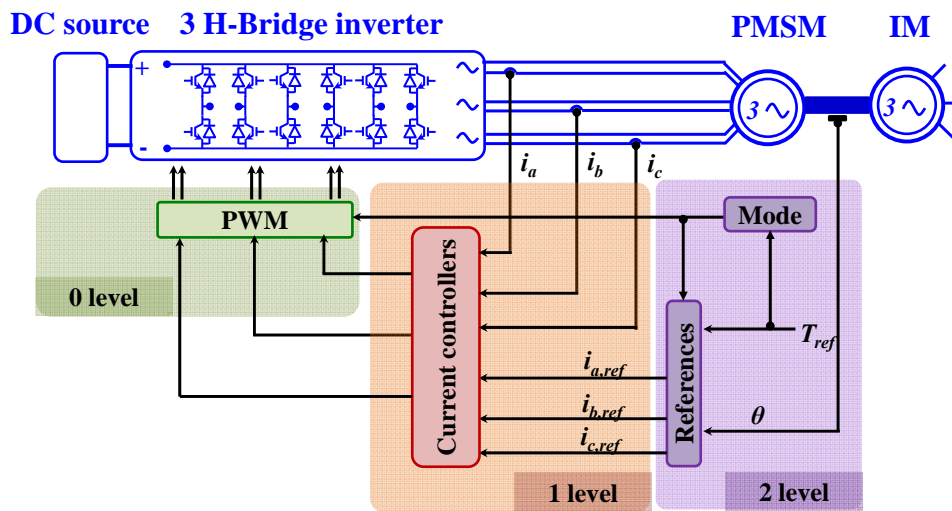 DC source 3 H-Bridge inverter PMSM IM
+
-
3
3
i_a i_b i_c
PWM
Mode
0 level
Current controllers
References
T_ref
i_a,ref
i_b,ref
i_c,ref
θ
1 level
2 level